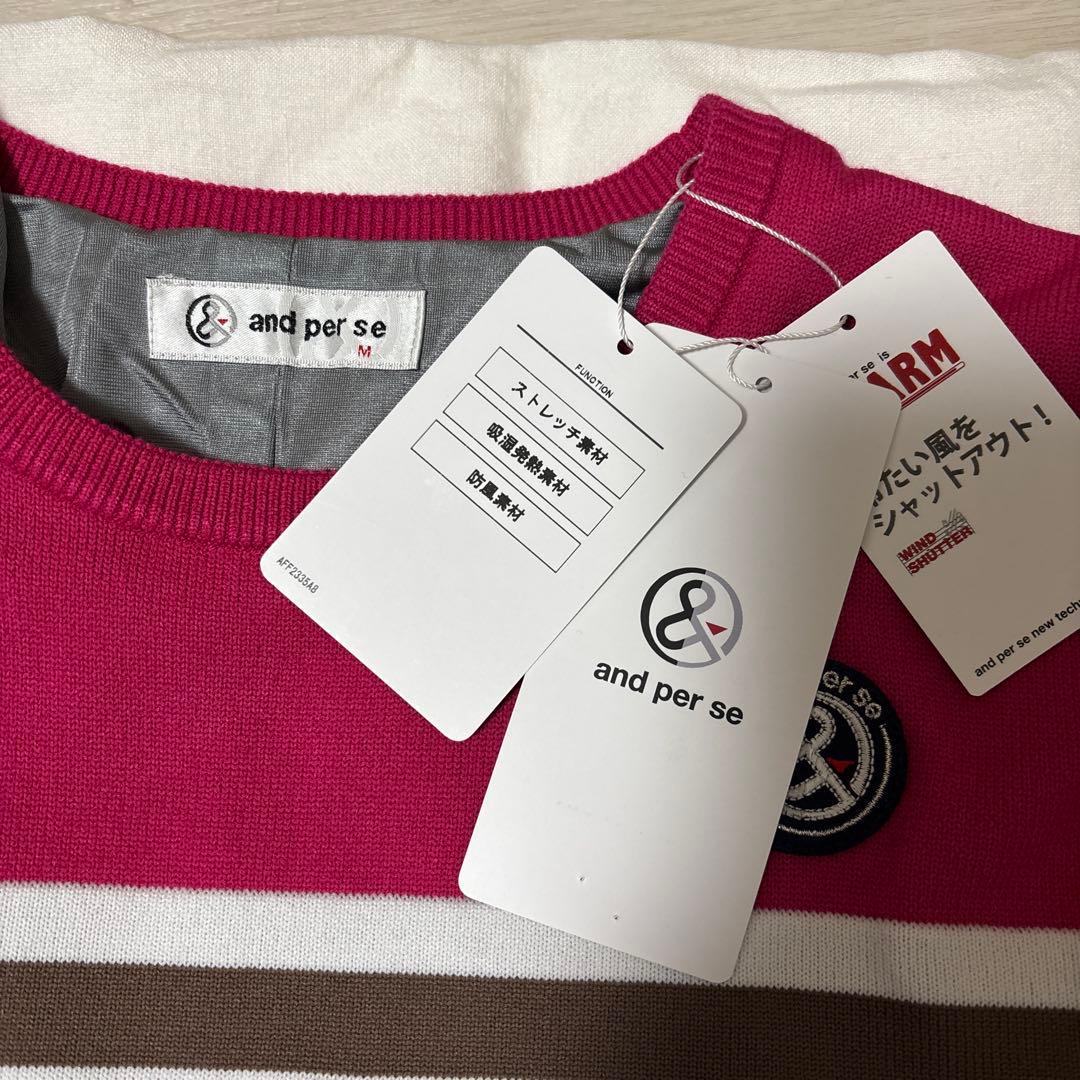 and per se
M
FUNCTION
ストレッチ素材
吸湿発熱素材
防風素材
AFF2335A8
and per se
se is
たい風を
シャットアウト!
WIND
SHUTTER
and per se new
per se